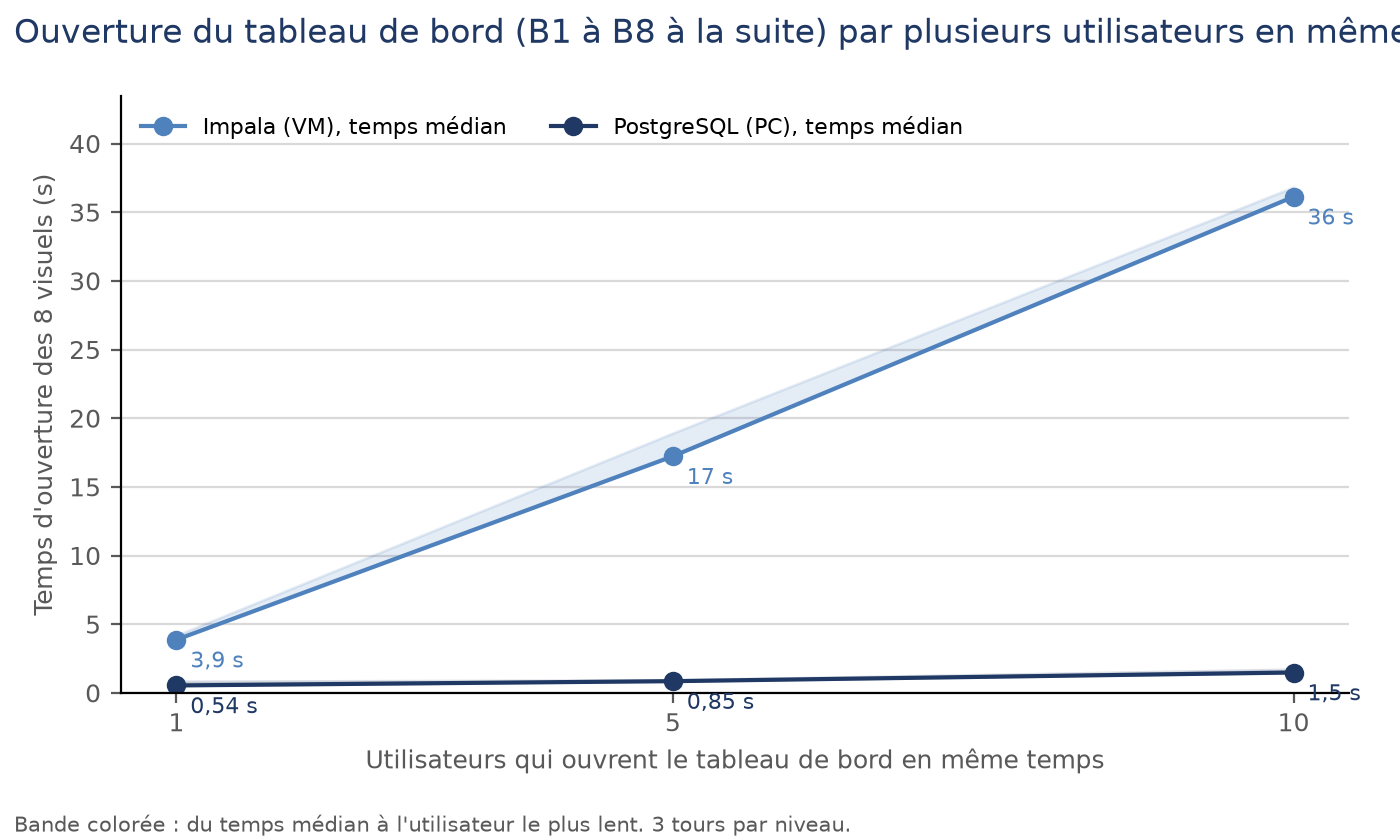 Ouverture du tableau de bord (B1 à B8 à la suite) par plusieurs utilisateurs en même
Impala (VM), temps médian
PostgreSQL (PC), temps médian
Temps d'ouverture des 8 visuels (s)
40
35
30
25
20
15
10
5
0
36 s
17 s
3,9 s
0,54 s
0,85 s
1,5 s
1
5
10
Utilisateurs qui ouvrent le tableau de bord en même temps
Bande colorée : du temps médian à l'utilisateur le plus lent. 3 tours par niveau.